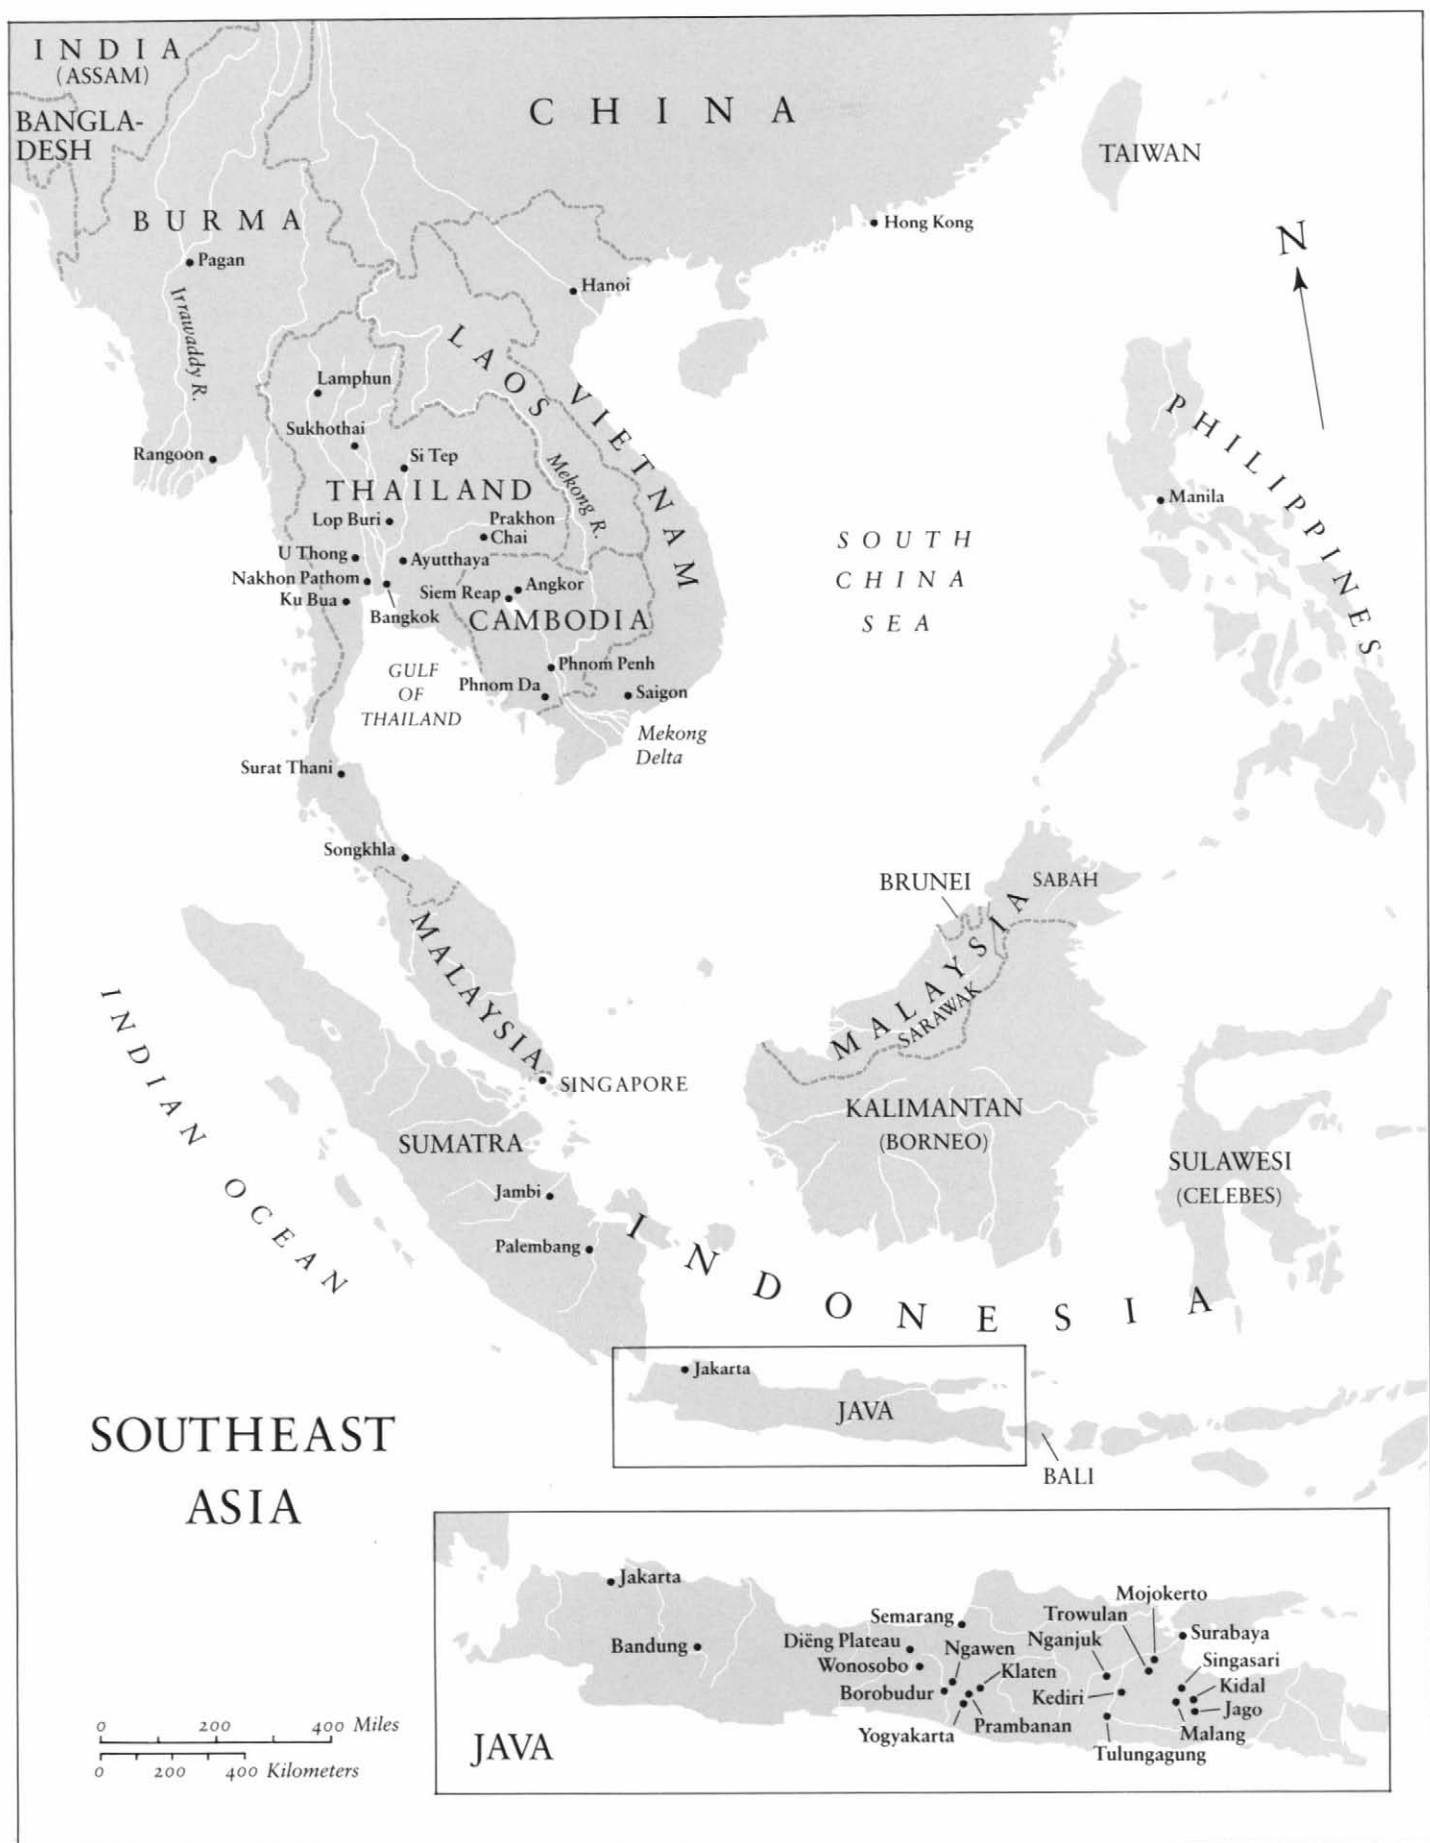 INDIA
(ASSAM)
BANGLA-
DESH
CHINA
TAIWAN
BURMA
Hong Kong
N
Pagan
Hanoi
Irrawaddy R.
LAOS
VIETNAM
PHILIPPINES
Lamphun
Sukhothai
Rangoon
Si Tep
Mekong R.
THAILAND
Manila
Lop Buri
Prakhon
Chai
SOUTH
CHINA
SEA
U Thong
Ayutthaya
Nakhon Pathom
Siem Reap
Angkor
Ku Bua
Bangkok
CAMBODIA
GULF
OF
THAILAND
Phnom Penh
Phnom Da
Saigon
Mekong
Delta
Surat Thani
Songkhla
BRUNEI
SABAH
MALAYSIA
MALAYSIA
SARAWAK
INDIAN OCEAN
SINGAPORE
KALIMANTAN
(BORNEO)
SUMATRA
SULAWESI
(CELEBES)
Jambi
Palembang
INDONESIA
Jakarta
JAVA
BALI
SOUTHEAST
ASIA
Jakarta
Bandung
Semarang
Diëng Plateau
Wonosobo
Ngawen
Borobudur
Klaten
Yogyakarta
Prambanan
Mojokerto
Trowulan
Nganjuk
Surabaya
Singasari
Kediri
Kidal
Jago
Malang
Tulungagung
JAVA
0 200 400 Miles
0 200 400 Kilometers